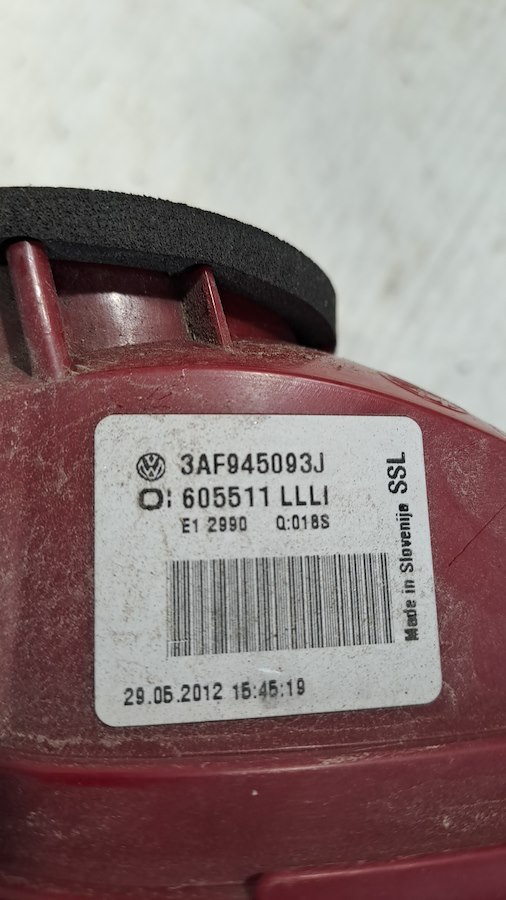 3AF945093J
605511 LLLI
E1 2990 Q:018S
29.05.2012 15:45:19
Made in Slovenija SSL